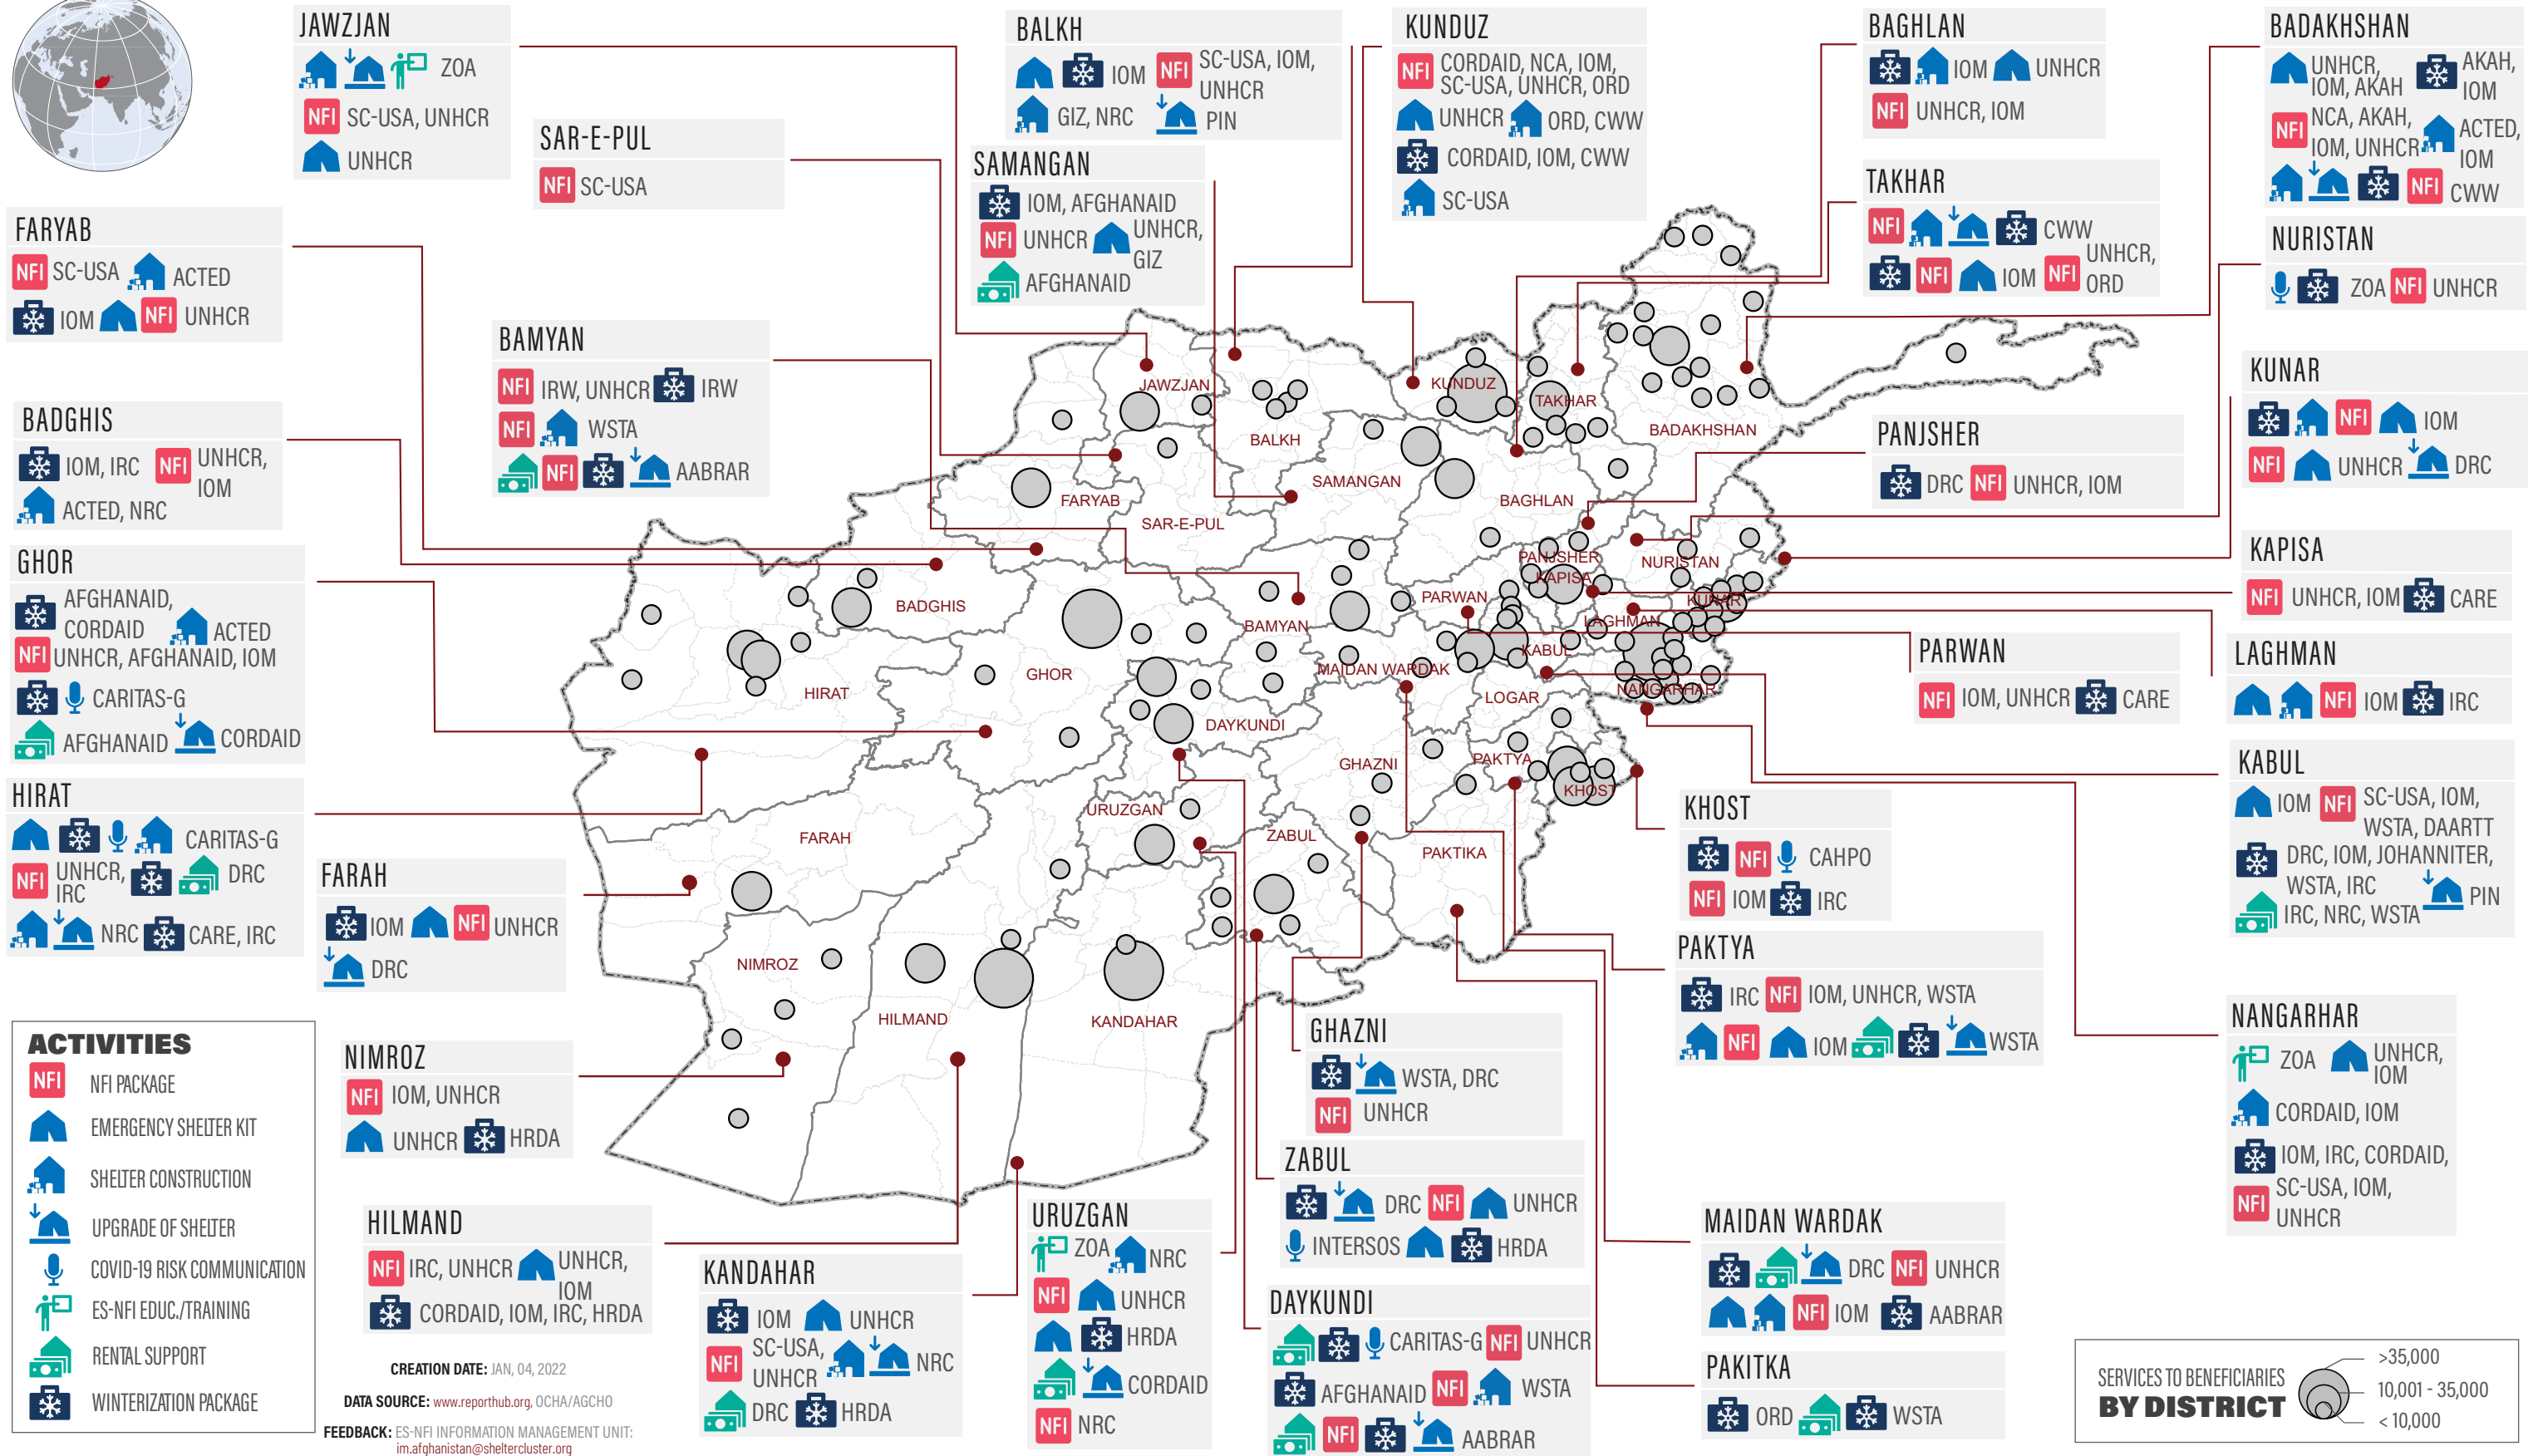 JAWZJAN
ZOA
NFI SC-USA, UNHCR
UNHCR
SAR-E-PUL
NFI SC-USA
BALKH
IOM NFI SC-USA, IOM,
UNHCR
GIZ, NRC PIN
SAMANGAN
IOM, AFGHANAID
NFI UNHCR UNHCR,
GIZ
AFGHANAID
KUNDUZ
NFI CORDAID, NCA, IOM,
SC-USA, UNHCR, ORD
UNHCR ORD, CWW
CORDAID, IOM, CWW
SC-USA
BAGHLAN
IOM UNHCR
NFI UNHCR, IOM
TAKHAR
NFI CWW
NFI IOM NFI UNHCR,
ORD
BADAKHSHAN
UNHCR,
IOM, AKAH
AKAH,
IOM
NFI NCA, AKAH,
IOM, UNHCR
ACTED,
IOM
NFI CWW
NURISTAN
ZOA NFI UNHCR
FARYAB
NFI SC-USA ACTED
IOM NFI UNHCR
BAMYAN
NFI IRW, UNHCR IRW
NFI WSTA
NFI AABRAR
BADGHIS
IOM, IRC NFI UNHCR,
IOM
ACTED, NRC
GHOR
AFGHANAID,
CORDAID ACTED
NFI UNHCR, AFGHANAID, IOM
CARITAS-G
AFGHANAID CORDAID
HIRAT
CARITAS-G
NFI UNHCR,
IRC
DRC
NRC CARE, IRC
FARAH
IOM NFI UNHCR
DRC
KUNAR
NFI IOM
NFI UNHCR DRC
PANJSHER
DRC NFI UNHCR, IOM
KAPISA
NFI UNHCR, IOM CARE
PARWAN
NFI IOM, UNHCR CARE
LAGHMAN
NFI IOM IRC
KABUL
IOM NFI SC-USA, IOM,
WSTA, DAARTT
DRC, IOM, JOHANNITER,
WSTA, IRC
PIN
IRC, NRC, WSTA
KHOST
NFI CAHPO
NFI IOM IRC
PAKTYA
IRC NFI IOM, UNHCR, WSTA
NFI IOM WSTA
NANGARHAR
ZOA UNHCR,
IOM
CORDAID, IOM
IOM, IRC, CORDAID,
NFI SC-USA, IOM,
UNHCR
JAWZJAN
BALKH
KUNDUZ
TAKHAR
BADAKHSHAN
FARYAB
SAR-E-PUL
SAMANGAN
BAGHLAN
PANJSHER
NURISTAN
KAPISA
BADGHIS
PARWAN
KUNAR
BAMYAN
LAGHMAN
KABUL
HIRAT
GHOR
MAIDAN WARDAK
NANGARHAR
LOGAR
DAYKUNDI
GHAZNI
PAKTYA
KHOST
URUZGAN
FARAH
ZABUL
PAKTIKA
NIMROZ
HILMAND
KANDAHAR
ACTIVITIES
NFI NFI PACKAGE
EMERGENCY SHELTER KIT
SHELTER CONSTRUCTION
UPGRADE OF SHELTER
COVID-19 RISK COMMUNICATION
ES-NFI EDUC./TRAINING
RENTAL SUPPORT
WINTERIZATION PACKAGE
NIMROZ
NFI IOM, UNHCR
UNHCR HRDA
HILMAND
NFI IRC, UNHCR UNHCR,
IOM
CORDAID, IOM, IRC, HRDA
CREATION DATE: JAN, 04, 2022
DATA SOURCE: www.reporthub.org, OCHA/AGCHO
FEEDBACK: ES-NFI INFORMATION MANAGEMENT UNIT:
im.afghanistan@sheltercluster.org
KANDAHAR
IOM UNHCR
NFI SC-USA,
UNHCR
NRC
DRC HRDA
URUZGAN
ZOA NRC
NFI UNHCR
HRDA
CORDAID
NFI NRC
GHAZNI
WSTA, DRC
NFI UNHCR
ZABUL
DRC NFI UNHCR
INTERSOS HRDA
DAYKUNDI
CARITAS-G NFI UNHCR
AFGHANAID NFI WSTA
NFI AABRAR
MAIDAN WARDAK
DRC NFI UNHCR
NFI IOM AABRAR
PAKITKA
ORD WSTA
SERVICES TO BENEFICIARIES
BY DISTRICT
>35,000
10,001 - 35,000
< 10,000